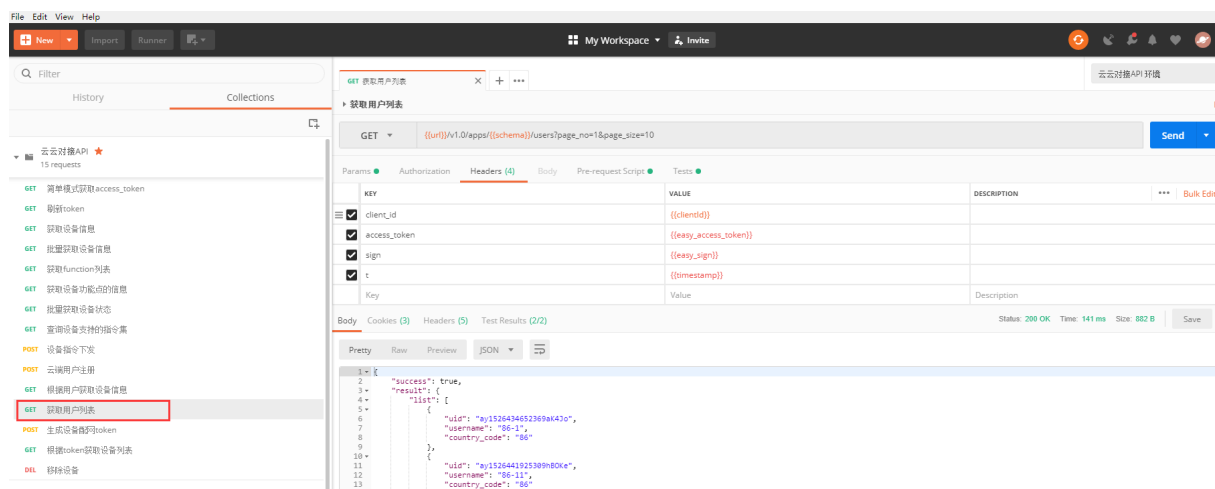 File Edit View Help
New Import Runner My Workspace Invite
Filter
History Collections
云云对接API
15 requests
GET 简单模式获取access_token
GET 刷新token
GET 获取设备信息
GET 批量获取设备信息
GET 获取function列表
GET 获取设备功能点的信息
GET 批量获取设备状态
GET 查询设备支持的指令集
POST 设备指令下发
POST 云端用户注册
GET 根据用户获取设备信息
GET 获取用户列表
POST 生成设备配网token
GET 根据token获取设备列表
DEL 移除设备
GET 获取用户列表
云云对接API 环境
获取用户列表
GET {{url}}/v1.0/apps/{{schema}}/users?page_no=1&page_size=10 Send
Params Authorization Headers (4) Body Pre-request Script Tests
KEY VALUE DESCRIPTION Bulk Edit
client_id {{clientId}}
access_token {{easy_access_token}}
sign {{easy_sign}}
t {{timestamp}}
Key Value Description
Body Cookies (3) Headers (5) Test Results (2/2) Status: 200 OK Time: 141 ms Size: 882 B Save
Pretty Raw Preview JSON
1 {
2 "success": true,
3 "result": {
4 "list": [
5 {
6 "uid": "ay1526434652369aK4Jo",
7 "username": "86-1",
8 "country_code": "86"
9 },
10 {
11 "uid": "ay1526441925309hBOKe",
12 "username": "86-11",
13 "country_code": "86"